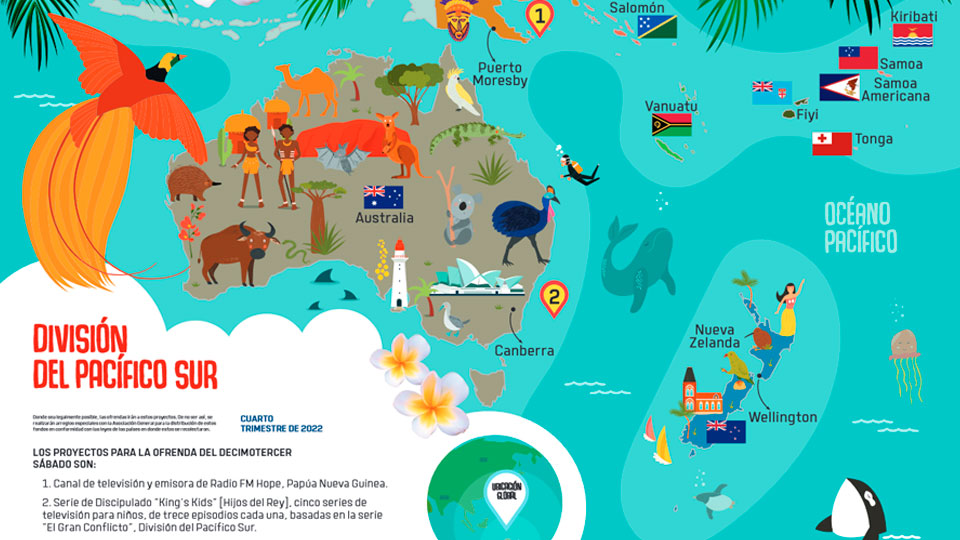 1
Salomón
Kiribati
Puerto
Moresby
Samoa
Samoa
Americana
Vanuatu
Fiyi
Tonga
Australia
OCÉANO
PACÍFICO
2
Canberra
Nueva
Zelanda
Wellington
DIVISIÓN
DEL PACÍFICO SUR
Donde sea legalmente posible, las ofrendas irán a estos proyectos. De no ser así, se
realizarán arreglos especiales con la Asociación General para la distribución de estos
fondos en conformidad con las leyes de los países en donde estos se recolectaron.
CUARTO
TRIMESTRE DE 2022
LOS PROYECTOS PARA LA OFRENDA DEL DECIMOTERCER
SÁBADO SON:
1. Canal de televisión y emisora de Radio FM Hope, Papúa Nueva Guinea.
2. Serie de Discipulado "King's Kids" [Hijos del Rey], cinco series de
televisión para niños, de trece episodios cada una, basadas en la serie
"El Gran Conflicto", División del Pacífico Sur.
UBICACIÓN
GLOBAL